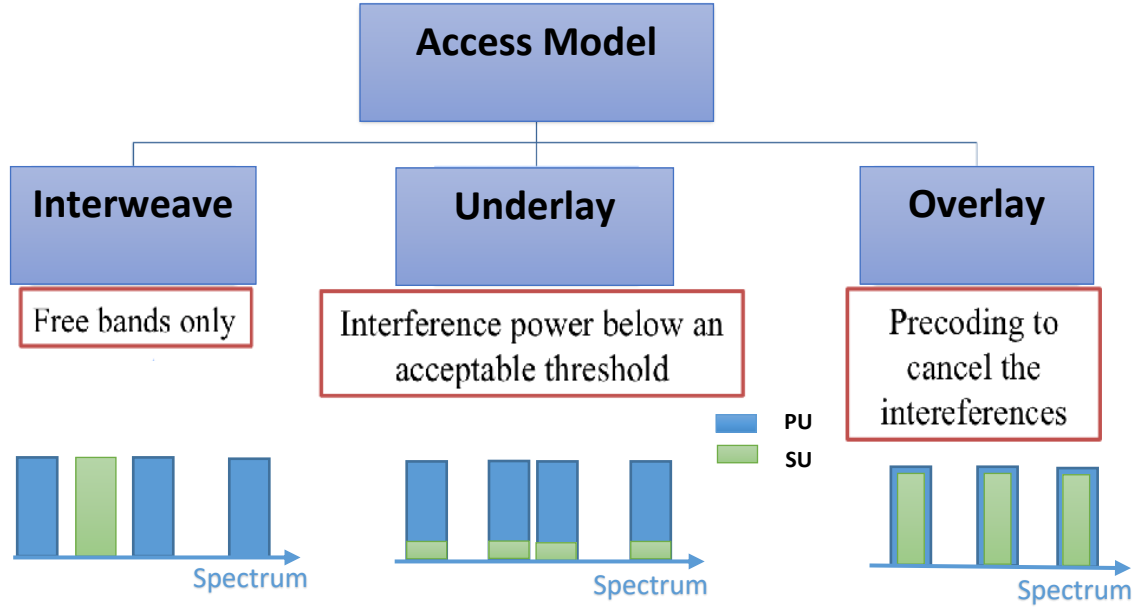 Access Model
Interweave
Underlay
Overlay
Free bands only
Interference power below an
acceptable threshold
Precoding to
cancel the
intereferences
PU
SU
Spectrum
Spectrum
Spectrum